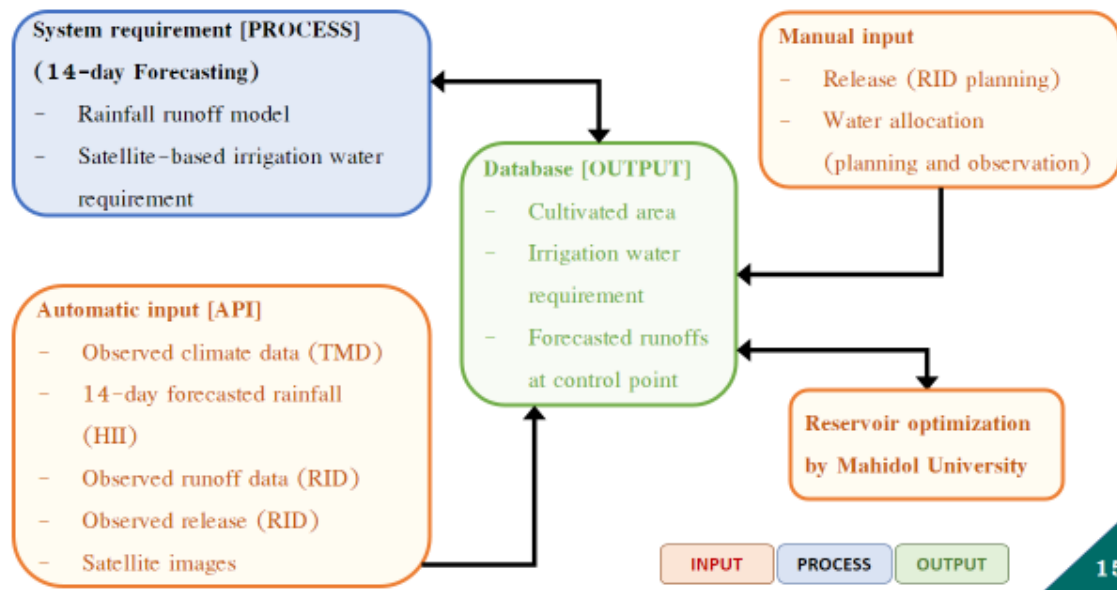 System requirement [PROCESS]
(14-day Forecasting)
- Rainfall runoff model
- Satellite-based irrigation water
requirement
Manual input
- Release (RID planning)
- Water allocation
(planning and observation)
Database [OUTPUT]
- Cultivated area
- Irrigation water
requirement
- Forecasted runoffs
at control point
Automatic input [API]
- Observed climate data (TMD)
- 14-day forecasted rainfall
(HII)
- Observed runoff data (RID)
- Observed release (RID)
- Satellite images
Reservoir optimization
by Mahidol University
INPUT
PROCESS
OUTPUT
15